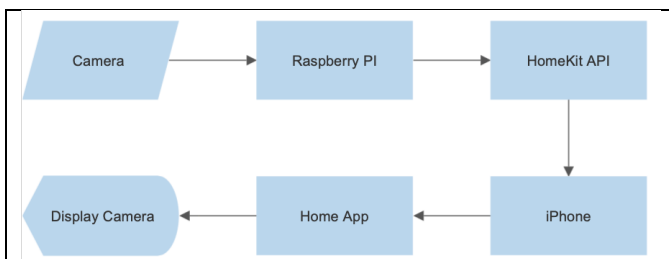 Camera
Raspberry PI
HomeKit API
Display Camera
Home App
iPhone